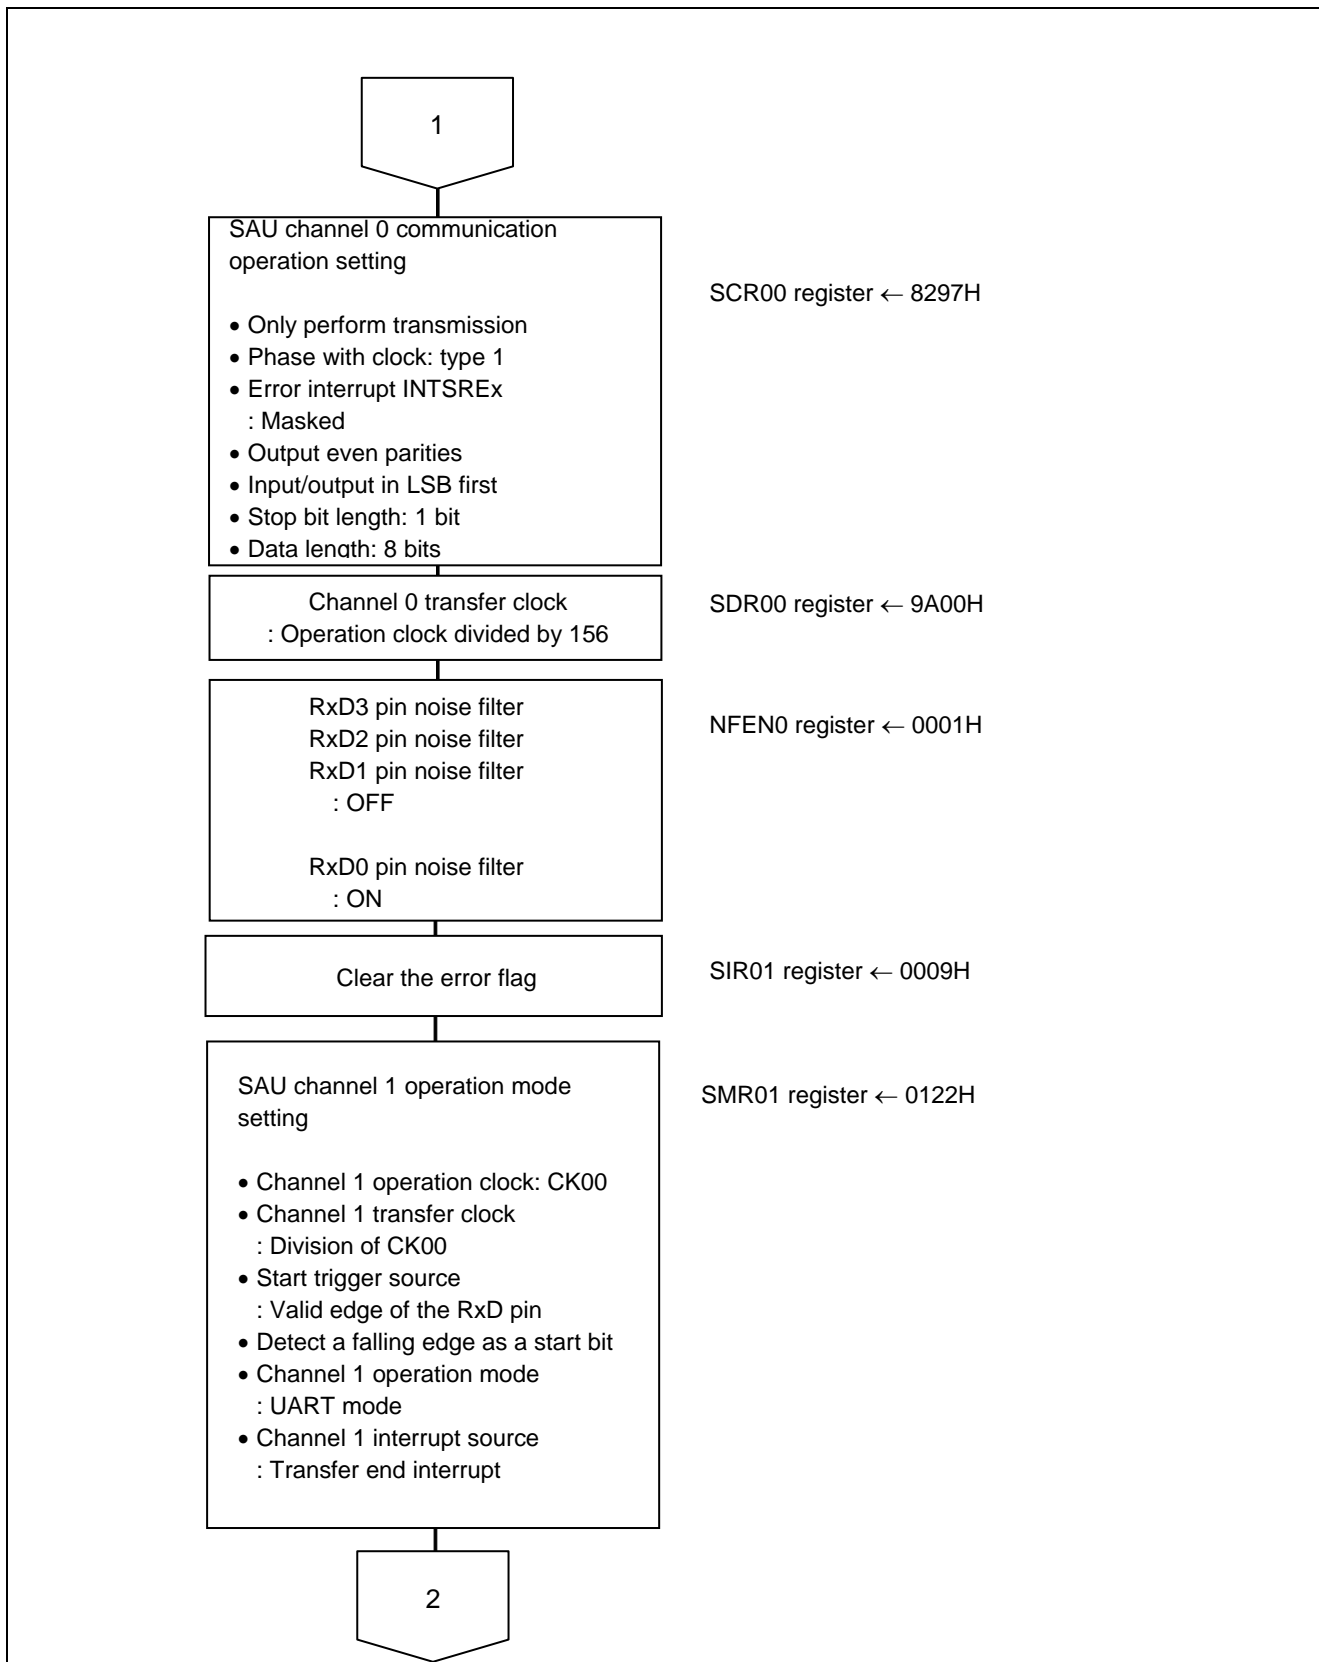 1
SAU channel 0 communication
operation setting
SCR00 register ← 8297H
• Only perform transmission
• Phase with clock: type 1
• Error interrupt INTSREx
: Masked
• Output even parities
• Input/output in LSB first
• Stop bit length: 1 bit
• Data length: 8 bits
Channel 0 transfer clock
: Operation clock divided by 156
SDR00 register ← 9A00H
RxD3 pin noise filter
RxD2 pin noise filter
RxD1 pin noise filter
: OFF
RxD0 pin noise filter
: ON
NFEN0 register ← 0001H
Clear the error flag
SIR01 register ← 0009H
SAU channel 1 operation mode
setting
SMR01 register ← 0122H
• Channel 1 operation clock: CK00
• Channel 1 transfer clock
: Division of CK00
• Start trigger source
: Valid edge of the RxD pin
• Detect a falling edge as a start bit
• Channel 1 operation mode
: UART mode
• Channel 1 interrupt source
: Transfer end interrupt
2